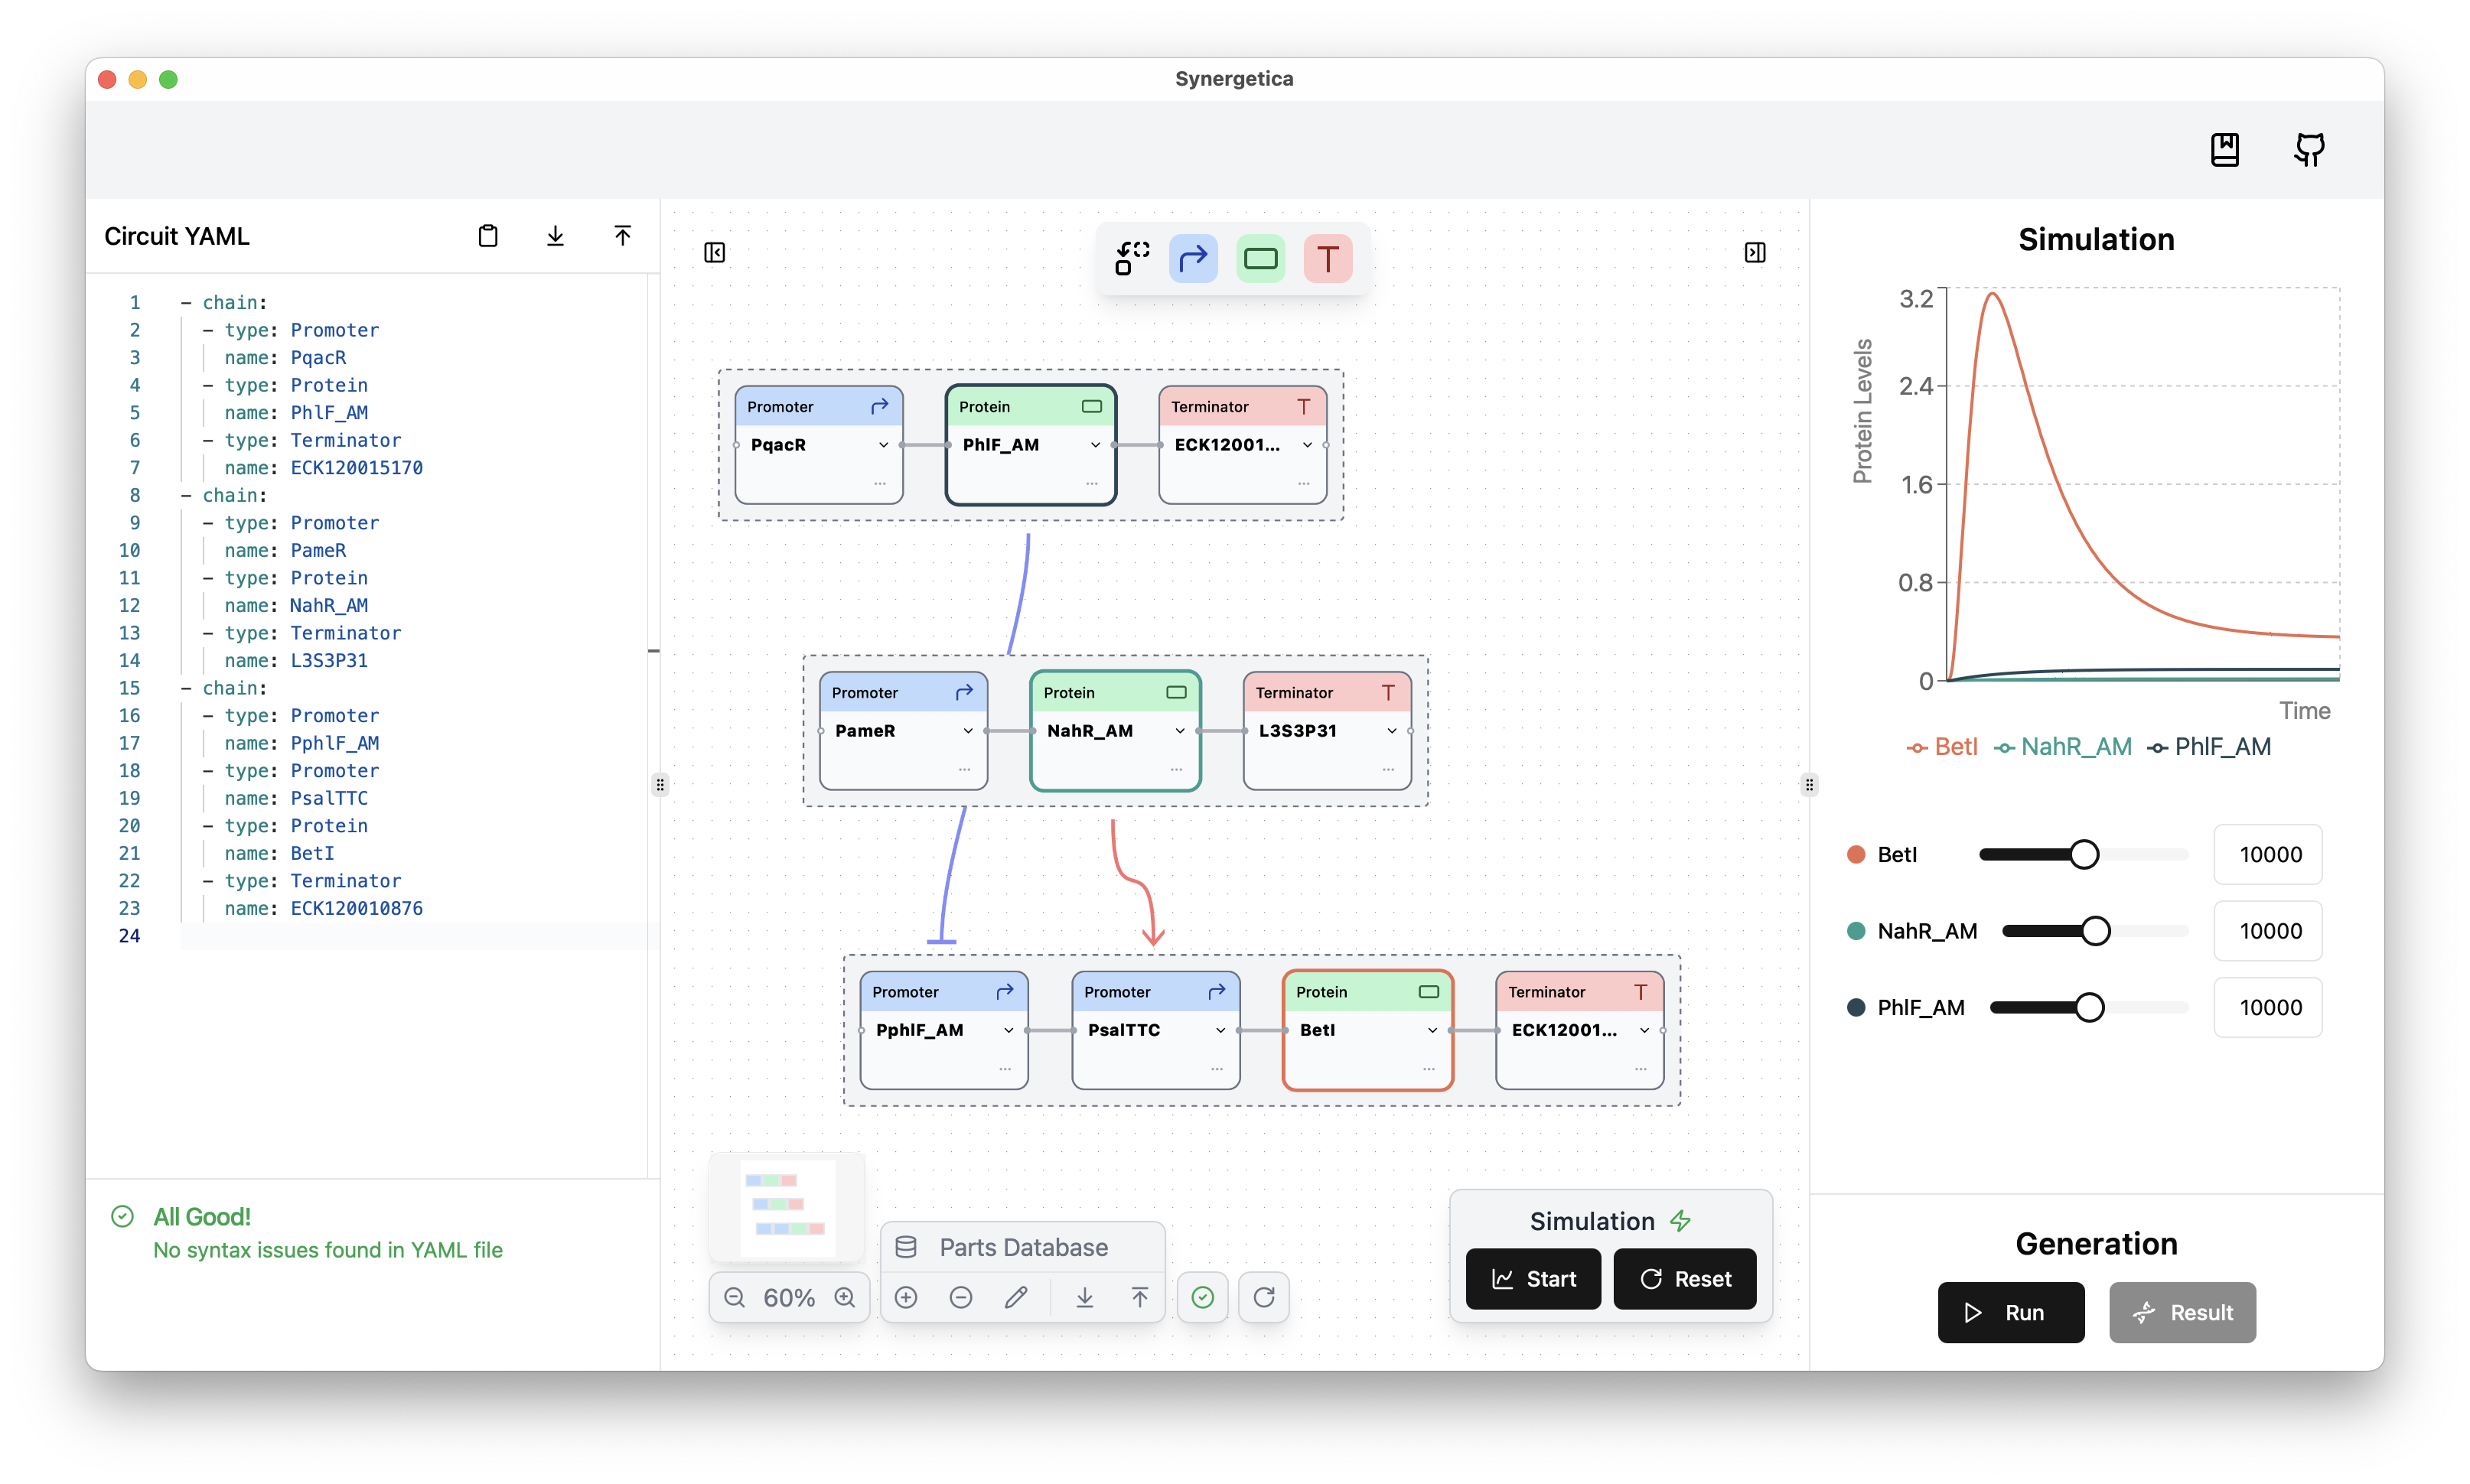 Synergetica
Circuit YAML
1 - chain:
2 - type: Promoter
3 name: PqacR
4 - type: Protein
5 name: PhlF_AM
6 - type: Terminator
7 name: ECK120015170
8 - chain:
9 - type: Promoter
10 name: PameR
11 - type: Protein
12 name: NahR_AM
13 - type: Terminator
14 name: L3S3P31
15 - chain:
16 - type: Promoter
17 name: PphlF_AM
18 - type: Promoter
19 name: PsalTTC
20 - type: Protein
21 name: BetI
22 - type: Terminator
23 name: ECK120010876
24
All Good!
No syntax issues found in YAML file
T
Promoter
PqacR
...
Protein
PhlF_AM
...
Terminator T
ECK12001...
...
Promoter
PameR
...
Protein
NahR_AM
...
Terminator T
L3S3P31
...
Promoter
PphlF_AM
...
Promoter
PsalTTC
...
Protein
BetI
...
Terminator T
ECK12001...
...
60%
Parts Database
Simulation
Start
Reset
Simulation
Protein Levels
3.2
2.4
1.6
0.8
0
Time
BetI NahR_AM PhlF_AM
BetI 10000
NahR_AM 10000
PhlF_AM 10000
Generation
Run
Result